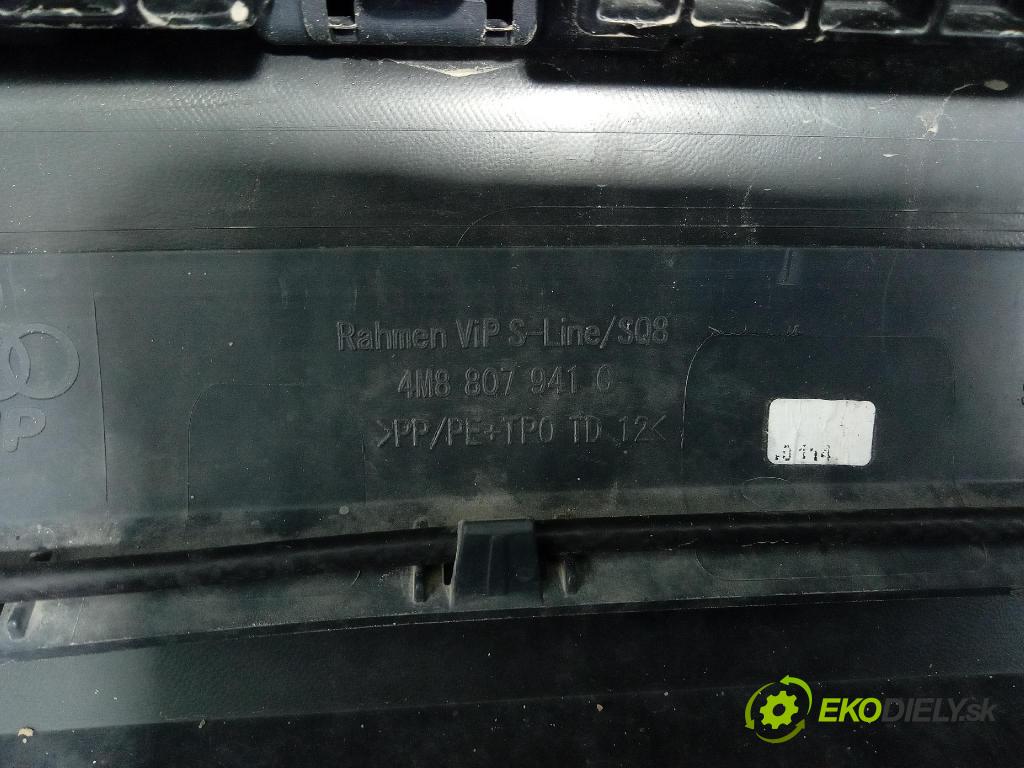 Rahmen ViP S-Line/SQ8
4M8 807 941 C
>PP/PE+TPO TD 12<
EKODIELY.sk